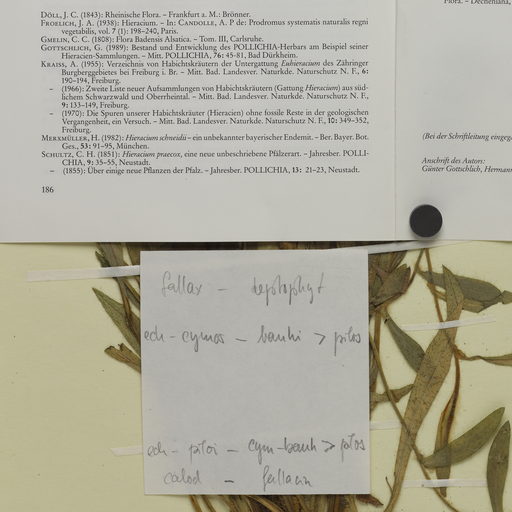 DÖLL, J. C. (1843): Rheinische Flora. – Frankfurt a. M.: Brönner.
FROELICH, J. A. (1938): Hieracium. – In: CANDOLLE, A. P de: Prodromus systematis naturalis regni
vegetabilis, vol. 7 (1): 198–240, Paris.
GMELIN, C. C. (1808): Flora Badensis Alsatica. – Tom. III, Carlsruhe.
GOTTSCHLICH, G. (1989): Bestand und Entwicklung des POLLICHIA-Herbars am Beispiel seiner
Hieracien-Sammlungen. – Mitt. POLLICHIA, 76: 45-81, Bad Dürkheim.
KRAISS, A. (1955): Verzeichnis von Habichtskräutern der Untergattung Euhieracium des Zähringer
Burgberggebietes bei Freiburg i. Br. – Mitt. Bad. Landesver. Naturkde. Naturschutz N. F., 6:
190–194, Freiburg.
– (1966): Zweite Liste neuer Aufsammlungen von Habichtskräutern (Gattung Hieracium) aus süd-
lichem Schwarzwald und Oberrheintal. – Mitt. Bad. Landesver. Naturkde. Naturschutz N. F.,
9: 133–149, Freiburg.
– (1970): Die Spuren unserer Habichtskräuter (Hieracien) ohne fossile Reste in der geologischen
Vergangenheit, ein Versuch. – Mitt. Bad. Landesver. Naturkde. Naturschutz N. F., 10: 349–352,
Freiburg.
MERXMÜLLER, H. (1982): Hieracium schneidii – ein unbekannter bayerischer Endemit. – Ber. Bayer. Bot.
Ges., 53: 91–95, München.
SCHULTZ, C. H. (1851): Hieracium praecox, eine neue unbeschriebene Pfälzerart. – Jahresber. POLLI-
CHIA, 9: 35–55, Neustadt.
– (1855): Über einige neue Pflanzen der Pfalz. – Jahresber. POLLICHIA, 13: 21–23, Neustadt.
186
Flora. – Decheniana,
(Bei der Schriftleitung eingega
Anschrift des Autors:
Günter Gottschlich, Hermann
fallax – leptophyt
ech - cymos – bauhi > pilos
ech - piloi – cym-bauh > pilos
calod – fallacin